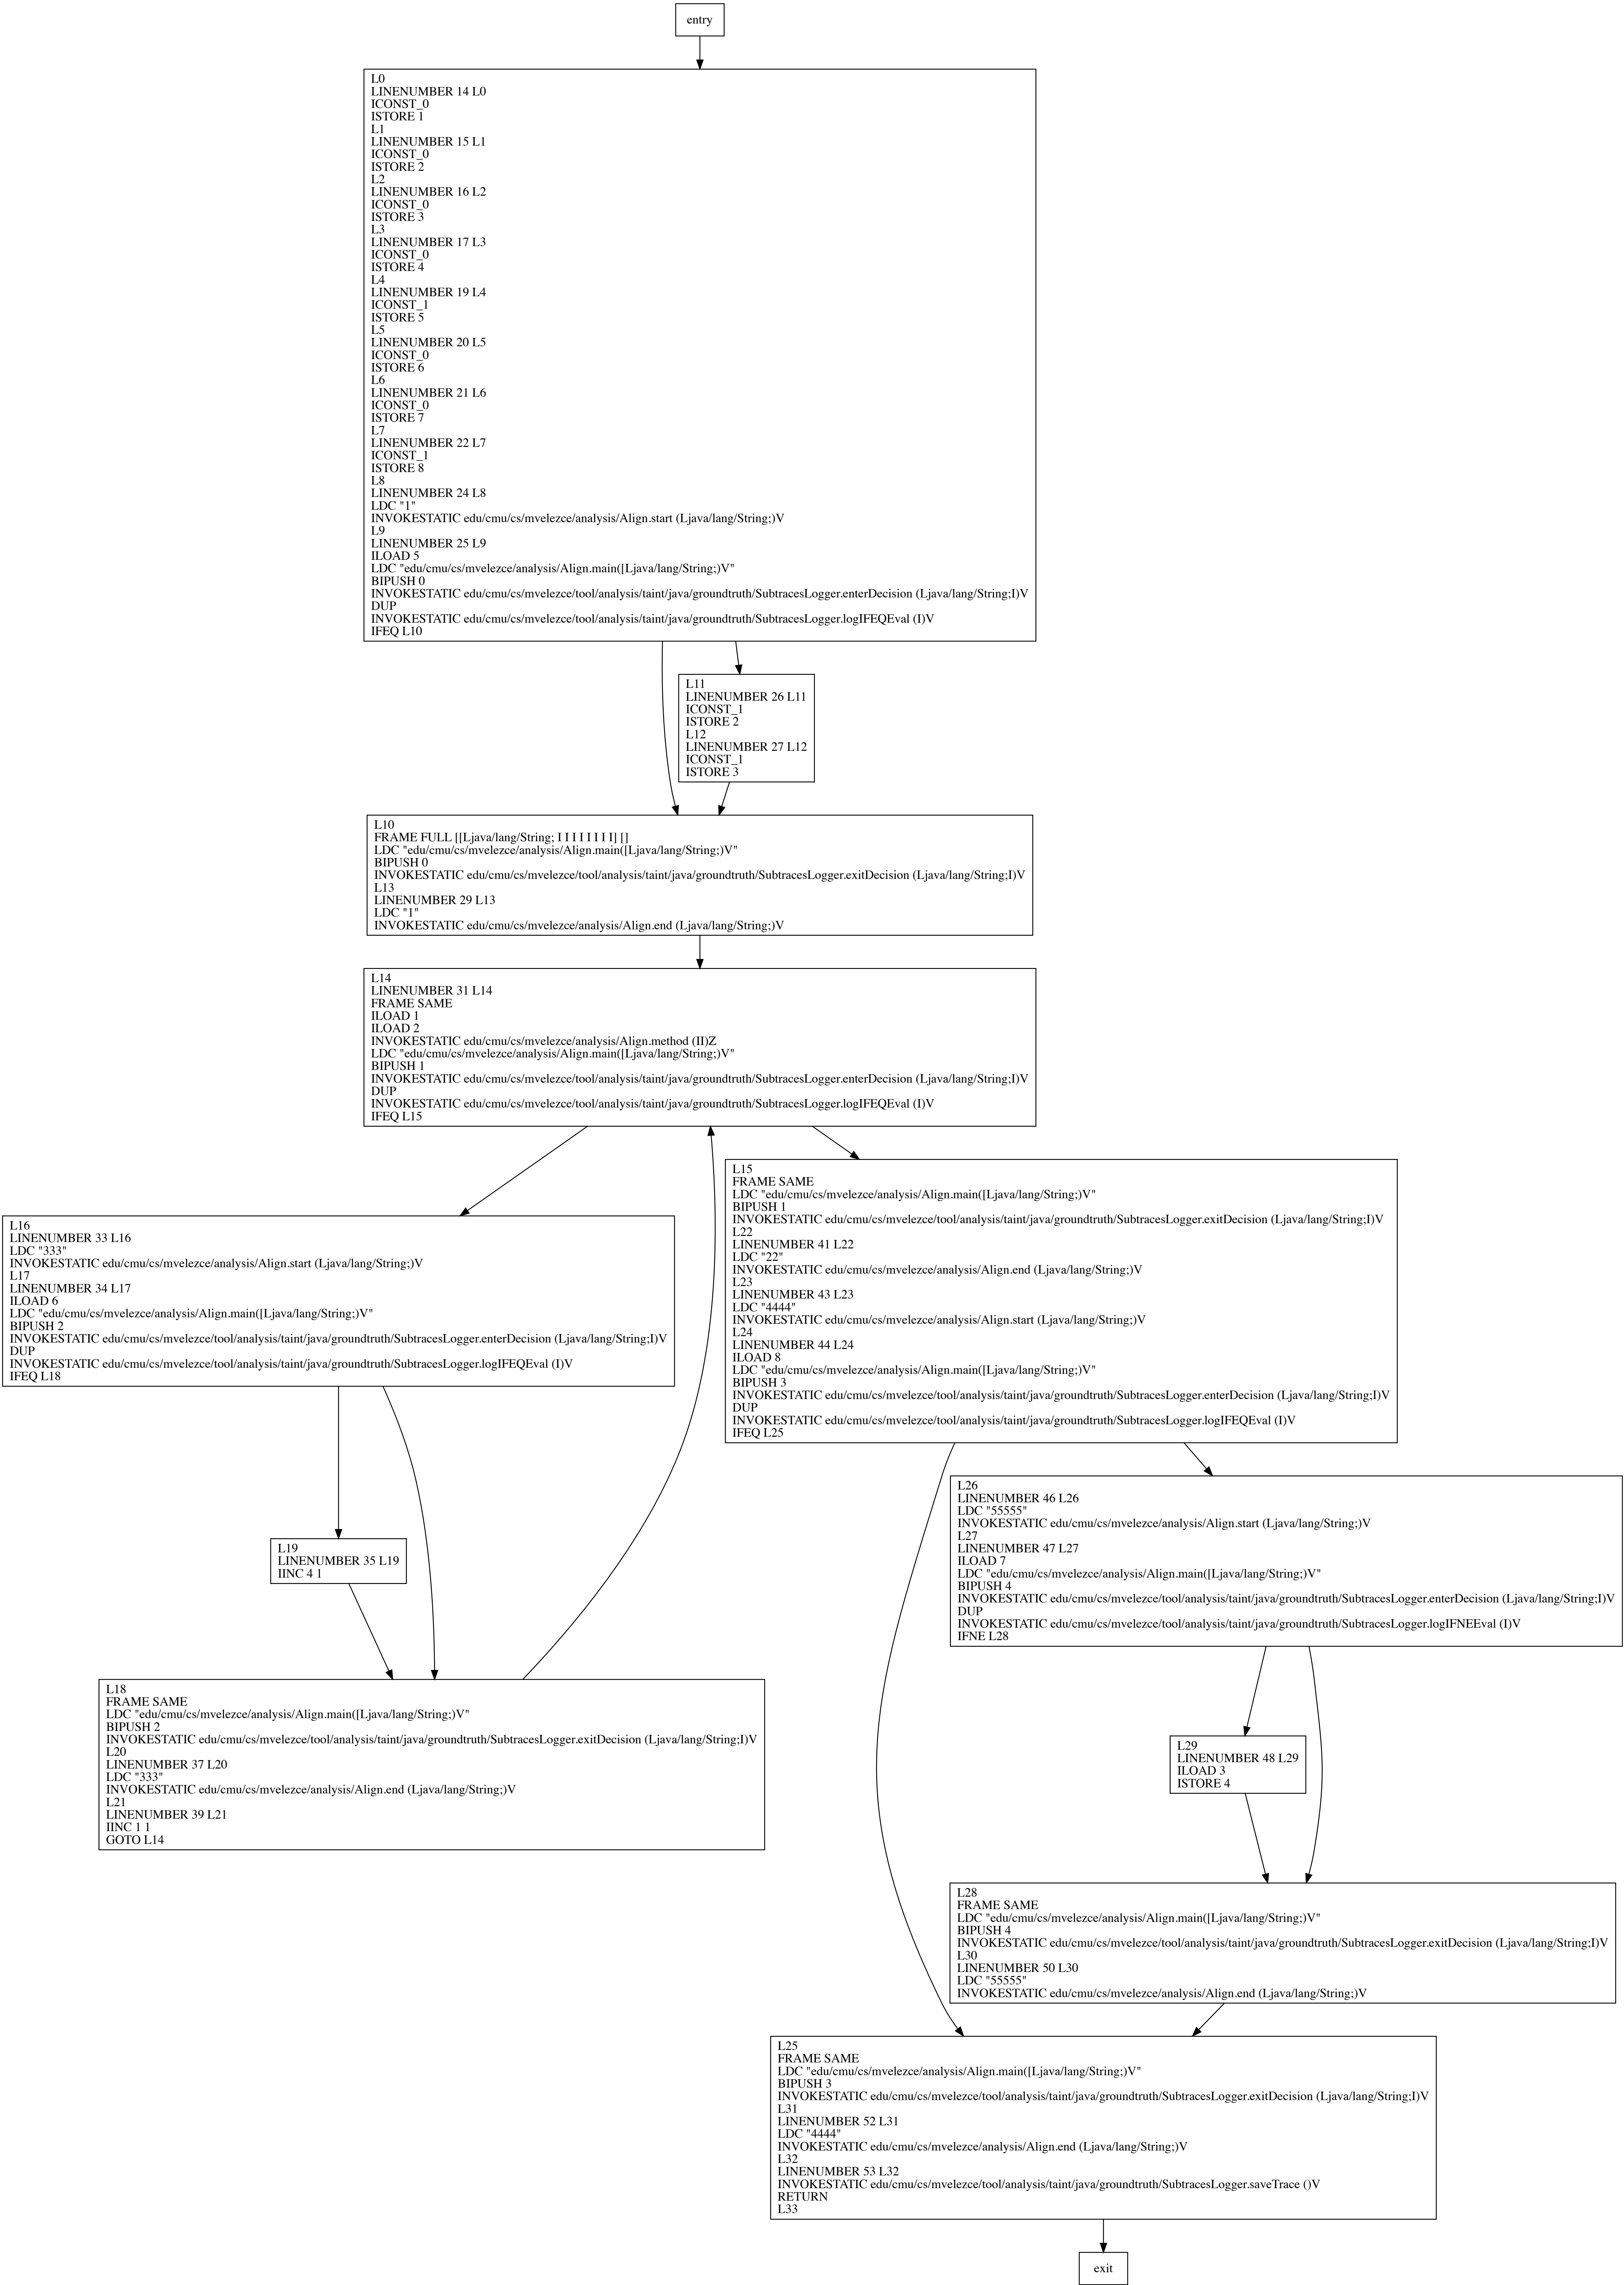 entry
L0
LINENUMBER 14 L0
ICONST_0
ISTORE 1
L1
LINENUMBER 15 L1
ICONST_0
ISTORE 2
L2
LINENUMBER 16 L2
ICONST_0
ISTORE 3
L3
LINENUMBER 17 L3
ICONST_0
ISTORE 4
L4
LINENUMBER 19 L4
ICONST_1
ISTORE 5
L5
LINENUMBER 20 L5
ICONST_0
ISTORE 6
L6
LINENUMBER 21 L6
ICONST_0
ISTORE 7
L7
LINENUMBER 22 L7
ICONST_1
ISTORE 8
L8
LINENUMBER 24 L8
LDC "1"
INVOKESTATIC edu/cmu/cs/mvelezce/analysis/Align.start (Ljava/lang/String;)V
L9
LINENUMBER 25 L9
ILOAD 5
LDC "edu/cmu/cs/mvelezce/analysis/Align.main([Ljava/lang/String;)V"
BIPUSH 0
INVOKESTATIC edu/cmu/cs/mvelezce/tool/analysis/taint/java/groundtruth/SubtracesLogger.enterDecision (Ljava/lang/String;I)V
DUP
INVOKESTATIC edu/cmu/cs/mvelezce/tool/analysis/taint/java/groundtruth/SubtracesLogger.logIFEQEval (I)V
IFEQ L10
L11
LINENUMBER 26 L11
ICONST_1
ISTORE 2
L12
LINENUMBER 27 L12
ICONST_1
ISTORE 3
L10
FRAME FULL [[Ljava/lang/String; I I I I I I I I] []
LDC "edu/cmu/cs/mvelezce/analysis/Align.main([Ljava/lang/String;)V"
BIPUSH 0
INVOKESTATIC edu/cmu/cs/mvelezce/tool/analysis/taint/java/groundtruth/SubtracesLogger.exitDecision (Ljava/lang/String;I)V
L13
LINENUMBER 29 L13
LDC "1"
INVOKESTATIC edu/cmu/cs/mvelezce/analysis/Align.end (Ljava/lang/String;)V
L14
LINENUMBER 31 L14
FRAME SAME
ILOAD 1
ILOAD 2
INVOKESTATIC edu/cmu/cs/mvelezce/analysis/Align.method (II)Z
LDC "edu/cmu/cs/mvelezce/analysis/Align.main([Ljava/lang/String;)V"
BIPUSH 1
INVOKESTATIC edu/cmu/cs/mvelezce/tool/analysis/taint/java/groundtruth/SubtracesLogger.enterDecision (Ljava/lang/String;I)V
DUP
INVOKESTATIC edu/cmu/cs/mvelezce/tool/analysis/taint/java/groundtruth/SubtracesLogger.logIFEQEval (I)V
IFEQ L15
L16
LINENUMBER 33 L16
LDC "333"
INVOKESTATIC edu/cmu/cs/mvelezce/analysis/Align.start (Ljava/lang/String;)V
L17
LINENUMBER 34 L17
ILOAD 6
LDC "edu/cmu/cs/mvelezce/analysis/Align.main([Ljava/lang/String;)V"
BIPUSH 2
INVOKESTATIC edu/cmu/cs/mvelezce/tool/analysis/taint/java/groundtruth/SubtracesLogger.enterDecision (Ljava/lang/String;I)V
DUP
INVOKESTATIC edu/cmu/cs/mvelezce/tool/analysis/taint/java/groundtruth/SubtracesLogger.logIFEQEval (I)V
IFEQ L18
L19
LINENUMBER 35 L19
IINC 4 1
L18
FRAME SAME
LDC "edu/cmu/cs/mvelezce/analysis/Align.main([Ljava/lang/String;)V"
BIPUSH 2
INVOKESTATIC edu/cmu/cs/mvelezce/tool/analysis/taint/java/groundtruth/SubtracesLogger.exitDecision (Ljava/lang/String;I)V
L20
LINENUMBER 37 L20
LDC "333"
INVOKESTATIC edu/cmu/cs/mvelezce/analysis/Align.end (Ljava/lang/String;)V
L21
LINENUMBER 39 L21
IINC 1 1
GOTO L14
L15
FRAME SAME
LDC "edu/cmu/cs/mvelezce/analysis/Align.main([Ljava/lang/String;)V"
BIPUSH 1
INVOKESTATIC edu/cmu/cs/mvelezce/tool/analysis/taint/java/groundtruth/SubtracesLogger.exitDecision (Ljava/lang/String;I)V
L22
LINENUMBER 41 L22
LDC "22"
INVOKESTATIC edu/cmu/cs/mvelezce/analysis/Align.end (Ljava/lang/String;)V
L23
LINENUMBER 43 L23
LDC "4444"
INVOKESTATIC edu/cmu/cs/mvelezce/analysis/Align.start (Ljava/lang/String;)V
L24
LINENUMBER 44 L24
ILOAD 8
LDC "edu/cmu/cs/mvelezce/analysis/Align.main([Ljava/lang/String;)V"
BIPUSH 3
INVOKESTATIC edu/cmu/cs/mvelezce/tool/analysis/taint/java/groundtruth/SubtracesLogger.enterDecision (Ljava/lang/String;I)V
DUP
INVOKESTATIC edu/cmu/cs/mvelezce/tool/analysis/taint/java/groundtruth/SubtracesLogger.logIFEQEval (I)V
IFEQ L25
L26
LINENUMBER 46 L26
LDC "55555"
INVOKESTATIC edu/cmu/cs/mvelezce/analysis/Align.start (Ljava/lang/String;)V
L27
LINENUMBER 47 L27
ILOAD 7
LDC "edu/cmu/cs/mvelezce/analysis/Align.main([Ljava/lang/String;)V"
BIPUSH 4
INVOKESTATIC edu/cmu/cs/mvelezce/tool/analysis/taint/java/groundtruth/SubtracesLogger.enterDecision (Ljava/lang/String;I)V
DUP
INVOKESTATIC edu/cmu/cs/mvelezce/tool/analysis/taint/java/groundtruth/SubtracesLogger.logIFNEEval (I)V
IFNE L28
L29
LINENUMBER 48 L29
ILOAD 3
ISTORE 4
L28
FRAME SAME
LDC "edu/cmu/cs/mvelezce/analysis/Align.main([Ljava/lang/String;)V"
BIPUSH 4
INVOKESTATIC edu/cmu/cs/mvelezce/tool/analysis/taint/java/groundtruth/SubtracesLogger.exitDecision (Ljava/lang/String;I)V
L30
LINENUMBER 50 L30
LDC "55555"
INVOKESTATIC edu/cmu/cs/mvelezce/analysis/Align.end (Ljava/lang/String;)V
L25
FRAME SAME
LDC "edu/cmu/cs/mvelezce/analysis/Align.main([Ljava/lang/String;)V"
BIPUSH 3
INVOKESTATIC edu/cmu/cs/mvelezce/tool/analysis/taint/java/groundtruth/SubtracesLogger.exitDecision (Ljava/lang/String;I)V
L31
LINENUMBER 52 L31
LDC "4444"
INVOKESTATIC edu/cmu/cs/mvelezce/analysis/Align.end (Ljava/lang/String;)V
L32
LINENUMBER 53 L32
INVOKESTATIC edu/cmu/cs/mvelezce/tool/analysis/taint/java/groundtruth/SubtracesLogger.saveTrace ()V
RETURN
L33
exit